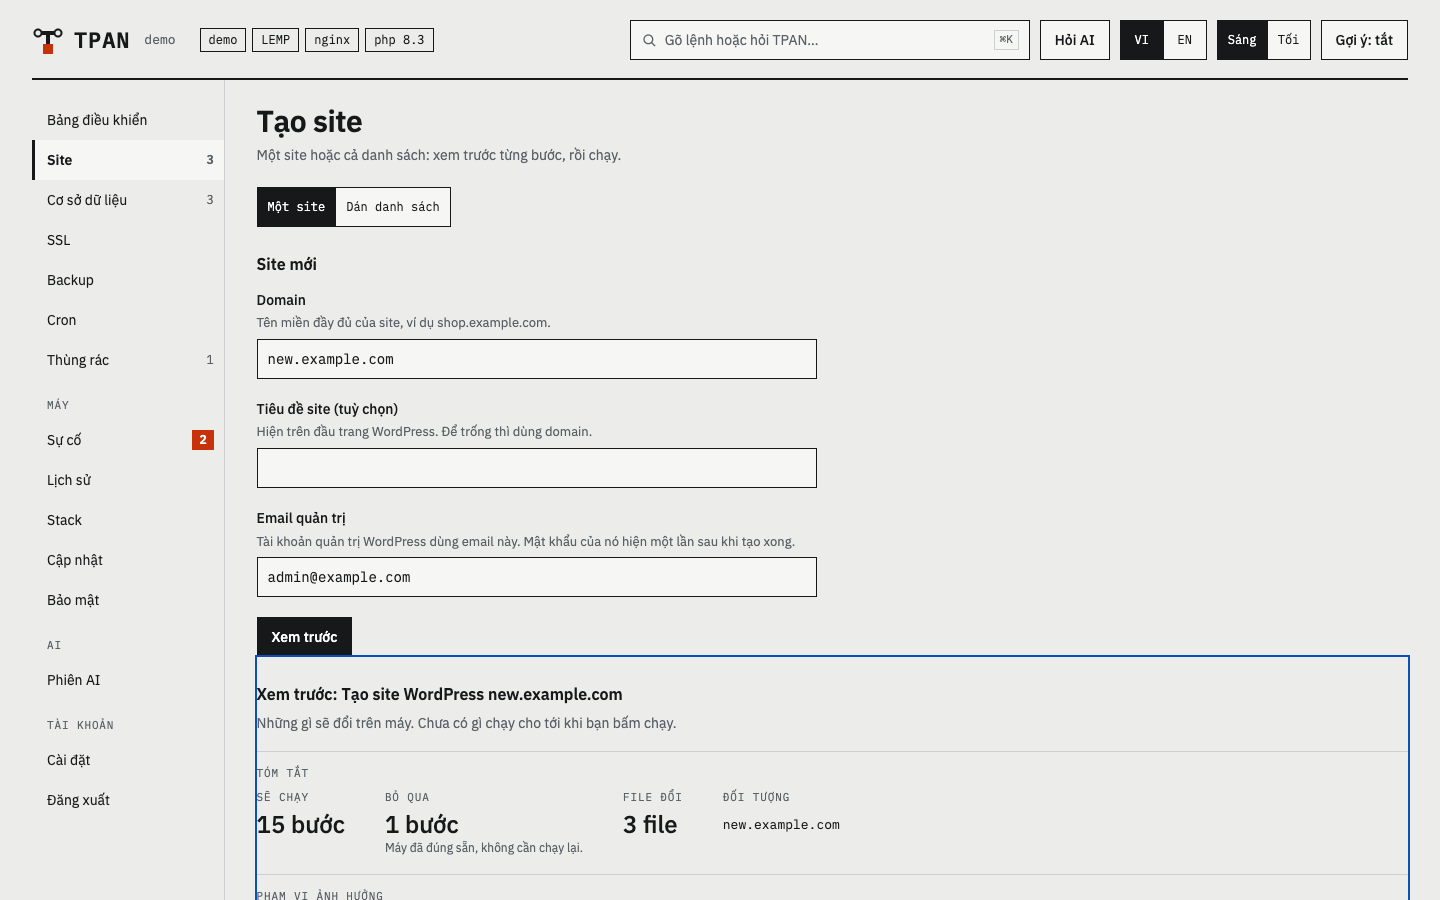 TPAN demo demo LEMP nginx php 8.3 Gõ lệnh hoặc hỏi TPAN... ⌘K Hỏi AI VI EN Sáng Tối Gợi ý: tắt
Bảng điều khiển
Site 3
Cơ sở dữ liệu 3
SSL
Backup
Cron
Thùng rác 1
MÁY
Sự cố 2
Lịch sử
Stack
Cập nhật
Bảo mật
AI
Phiên AI
TÀI KHOẢN
Cài đặt
Đăng xuất
Tạo site
Một site hoặc cả danh sách: xem trước từng bước, rồi chạy.
Một site Dán danh sách
Site mới
Domain
Tên miền đầy đủ của site, ví dụ shop.example.com.
new.example.com
Tiêu đề site (tuỳ chọn)
Hiện trên đầu trang WordPress. Để trống thì dùng domain.
Email quản trị
Tài khoản quản trị WordPress dùng email này. Mật khẩu của nó hiện một lần sau khi tạo xong.
admin@example.com
Xem trước
Xem trước: Tạo site WordPress new.example.com
Những gì sẽ đổi trên máy. Chưa có gì chạy cho tới khi bạn bấm chạy.
TÓM TẮT
SẼ CHẠY BỎ QUA FILE ĐỔI ĐỐI TƯỢNG
15 bước 1 bước 3 file new.example.com
Máy đã đúng sẵn, không cần chạy lại.
PHẠM VI ẢNH HƯỞNG